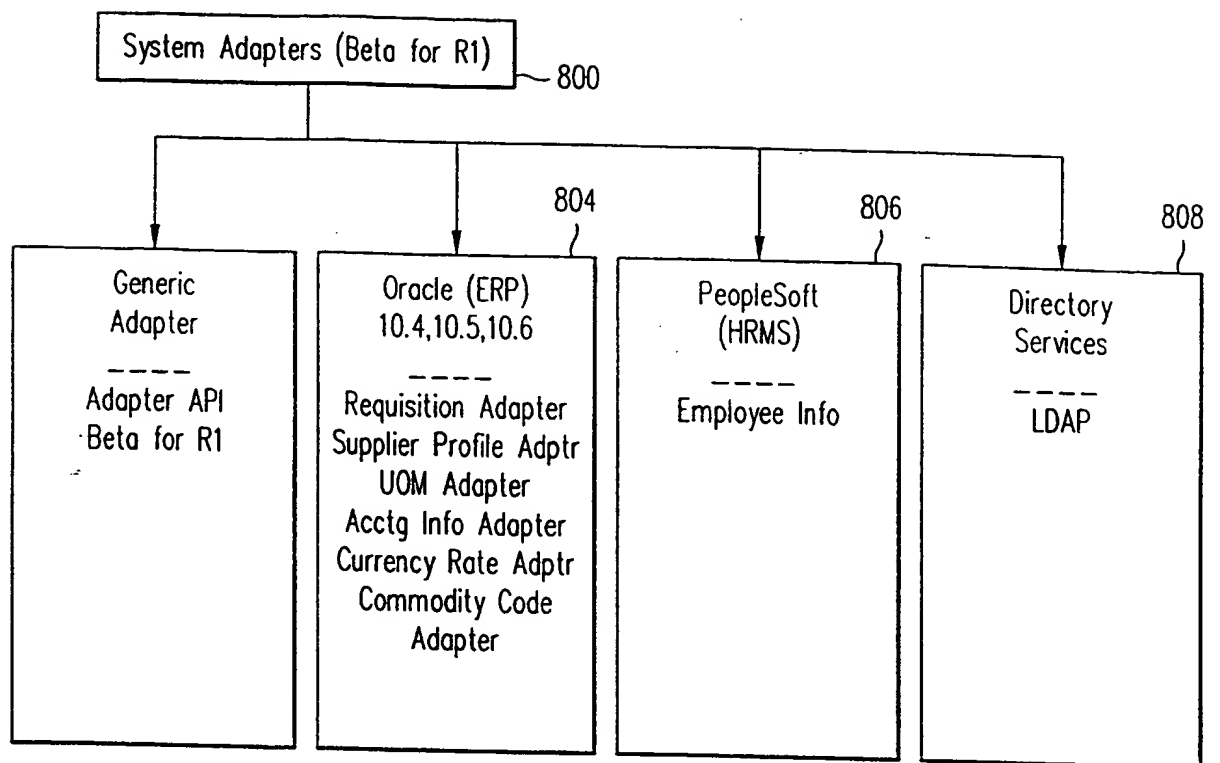 System Adapters (Beta for R1)
800
804
806
808
Generic
Adapter
Adapter API
Beta for R1
Oracle (ERP)
10.4,10.5,10.6
Requisition Adapter
Supplier Profile Adptr
UOM Adapter
Acctg Info Adapter
Currency Rate Adptr
Commodity Code
Adapter
PeopleSoft
(HRMS)
Employee Info
Directory
Services
LDAP